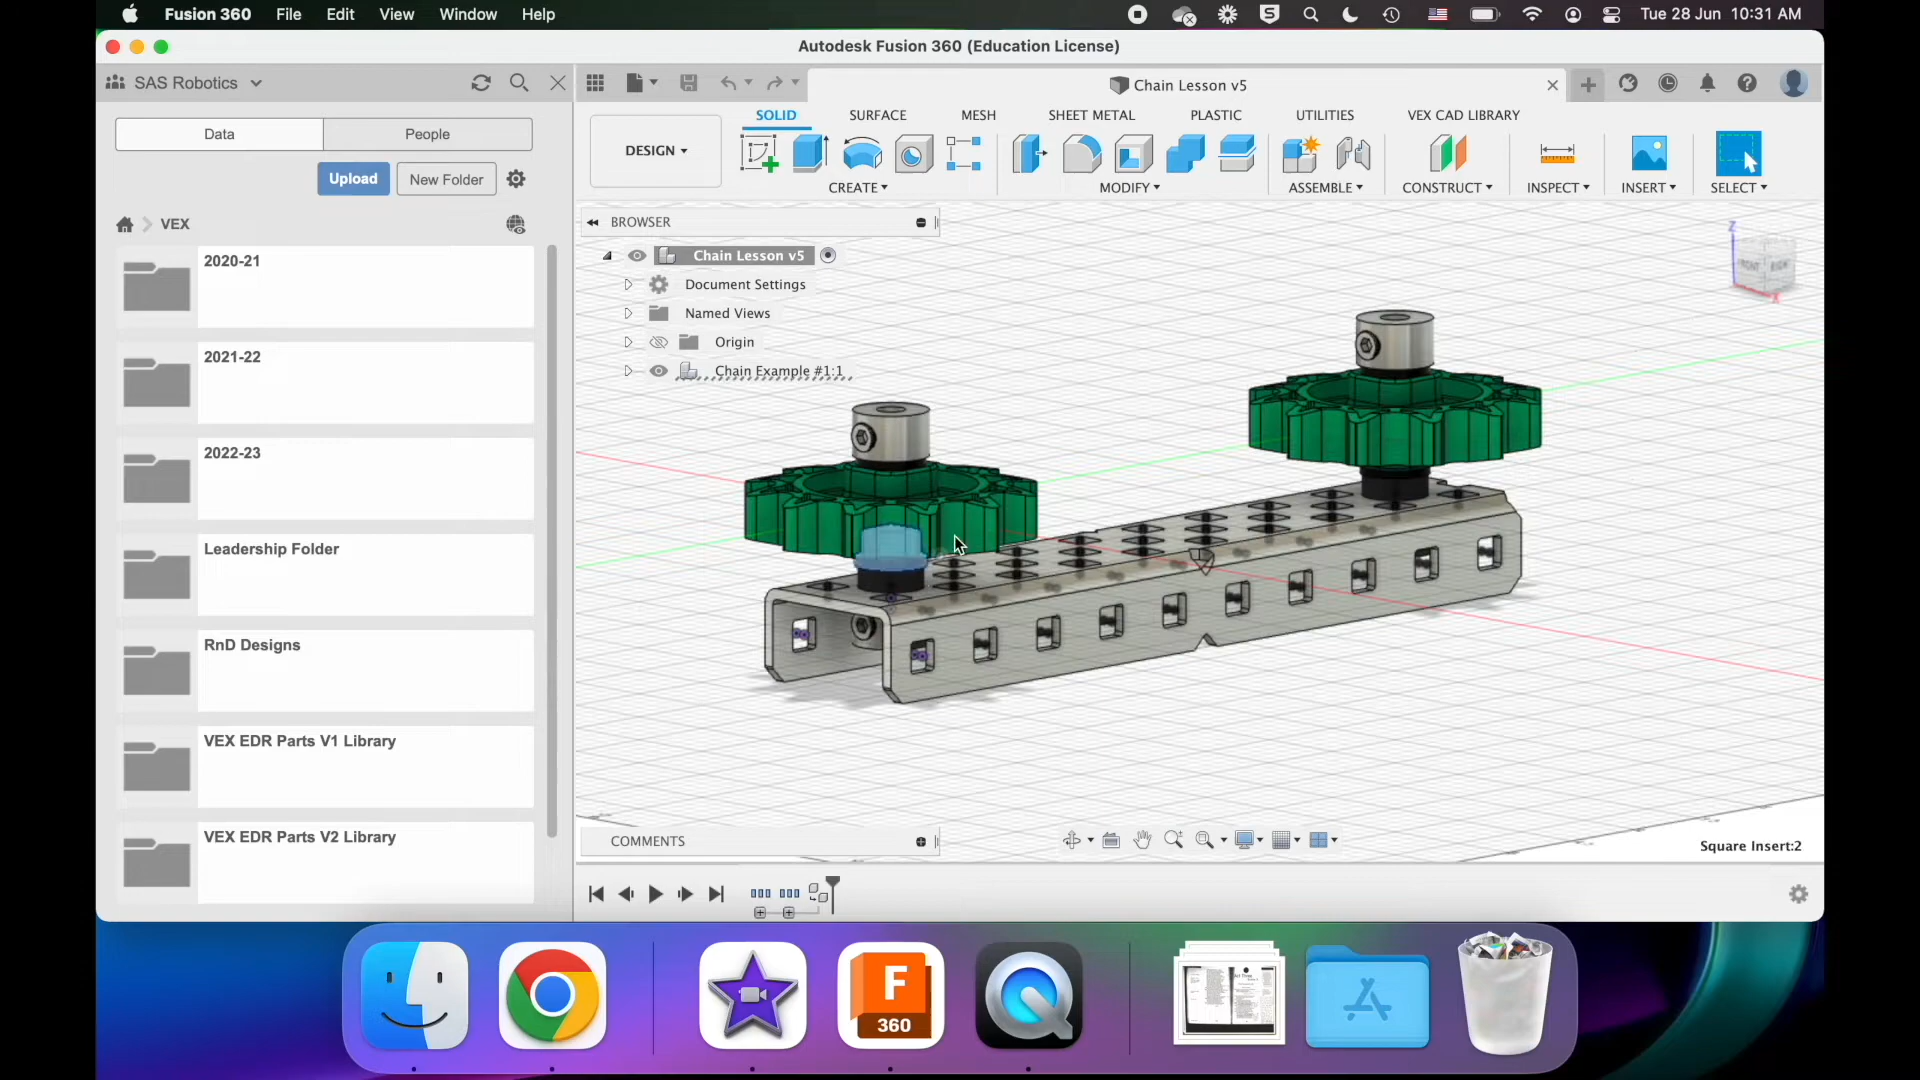 Fusion 360 File Edit View Window Help
Tue 28 Jun 10:31 AM
Autodesk Fusion 360 (Education License)
SAS Robotics
Data People
Upload New Folder
VEX
2020-21
2021-22
2022-23
Leadership Folder
RnD Designs
VEX EDR Parts V1 Library
VEX EDR Parts V2 Library
Chain Lesson v5
SOLID SURFACE MESH SHEET METAL PLASTIC UTILITIES VEX CAD LIBRARY
DESIGN
CREATE MODIFY ASSEMBLE CONSTRUCT INSPECT INSERT SELECT
BROWSER
Chain Lesson v5
Document Settings
Named Views
Origin
Chain Example #1:1
Z
FRONT RIGHT
X
COMMENTS
Square Insert:2
F
360